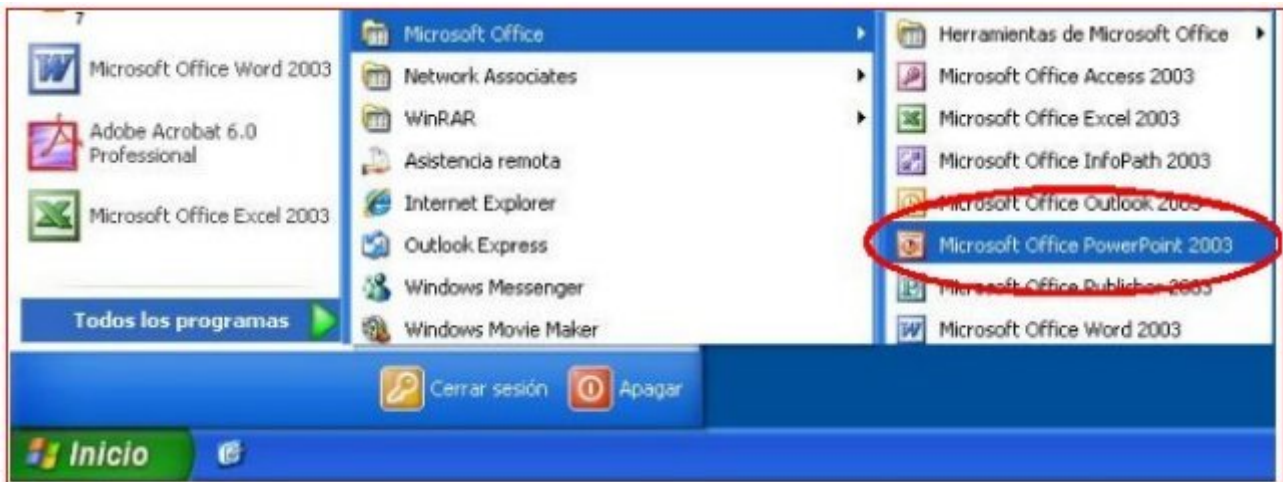 7
Microsoft Office Word 2003
Adobe Acrobat 6.0
Professional
Microsoft Office Excel 2003
Todos los programas
Microsoft Office
Network Associates
WinRAR
Asistencia remota
Internet Explorer
Outlook Express
Windows Messenger
Windows Movie Maker
Herramientas de Microsoft Office
Microsoft Office Access 2003
Microsoft Office Excel 2003
Microsoft Office InfoPath 2003
Microsoft Office Outlook 2003
Microsoft Office PowerPoint 2003
Microsoft Office Publisher 2003
Microsoft Office Word 2003
Cerrar sesión
Apagar
Inicio